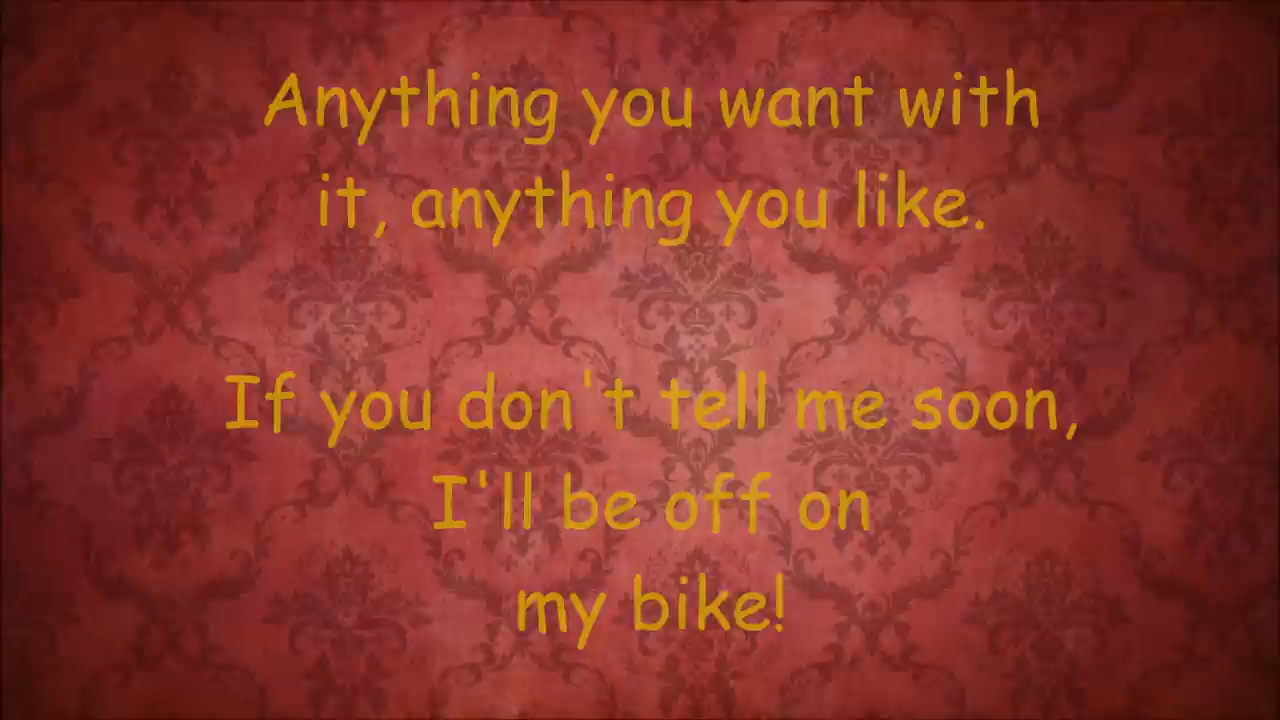 Anything you want with
it, anything you like.
If you don't tell me soon,
I'll be off on
my bike!